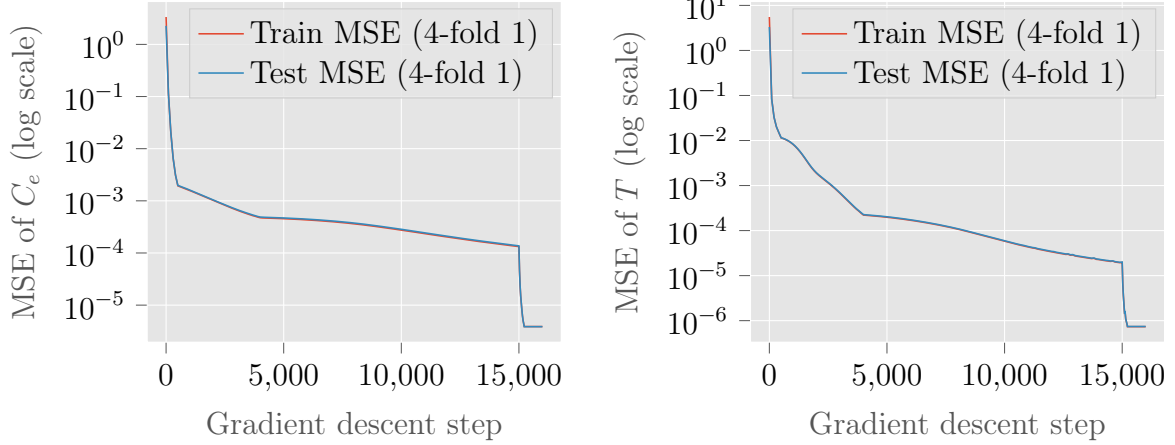 MSE of C_e (log scale)
10^0
10^-1
10^-2
10^-3
10^-4
10^-5
Train MSE (4-fold 1)
Test MSE (4-fold 1)
0
5,000
10,000
15,000
Gradient descent step
MSE of T (log scale)
10^1
10^0
10^-1
10^-2
10^-3
10^-4
10^-5
10^-6
Train MSE (4-fold 1)
Test MSE (4-fold 1)
0
5,000
10,000
15,000
Gradient descent step